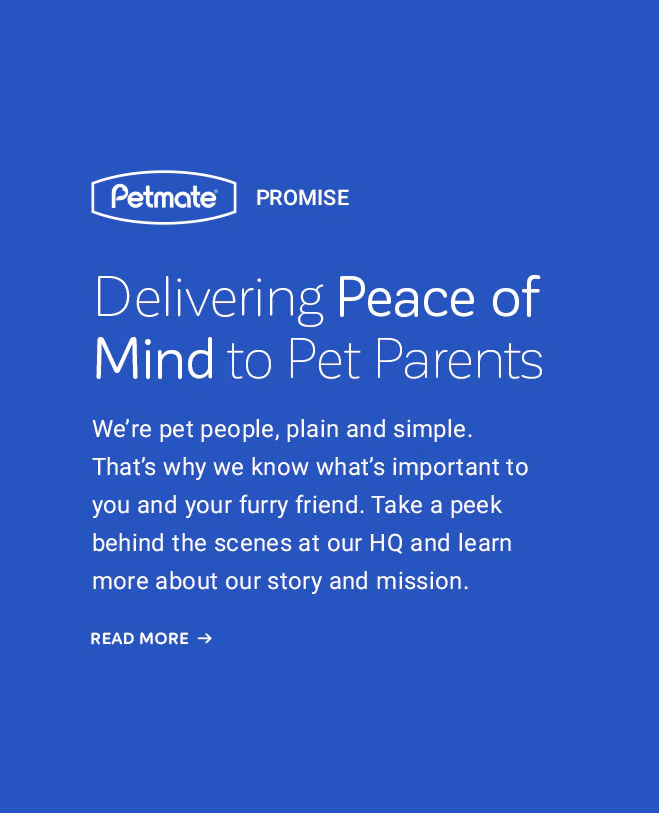 Petmate® PROMISE
Delivering Peace of
Mind to Pet Parents
We’re pet people, plain and simple.
That’s why we know what’s important to
you and your furry friend. Take a peek
behind the scenes at our HQ and learn
more about our story and mission.
READ MORE →